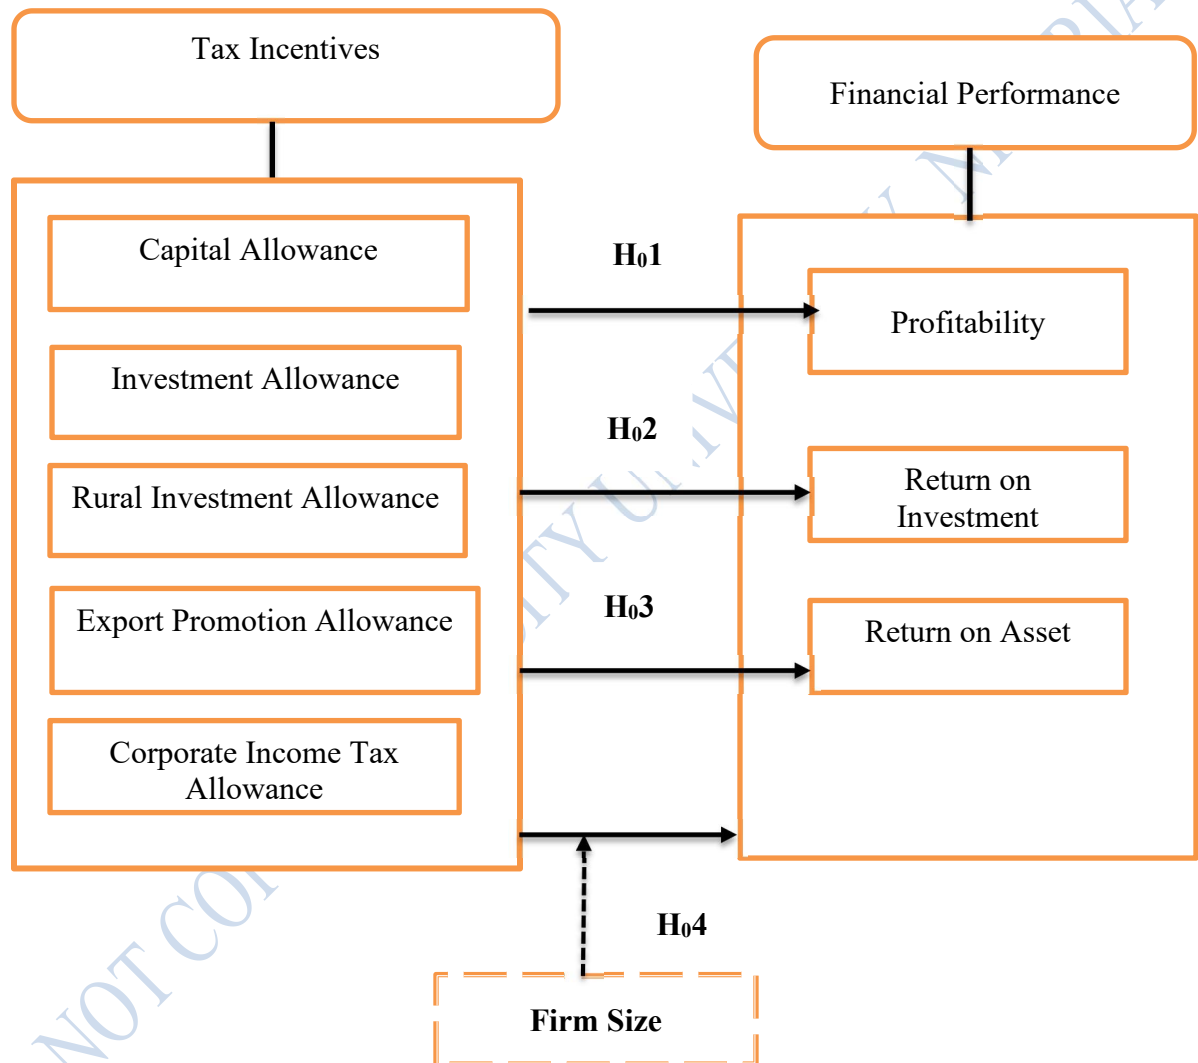 Tax Incentives
Financial Performance
Capital Allowance
Investment Allowance
Rural Investment Allowance
Export Promotion Allowance
Corporate Income Tax
Allowance
H₀1
H₀2
H₀3
H₀4
Profitability
Return on
Investment
Return on Asset
Firm Size
NOT